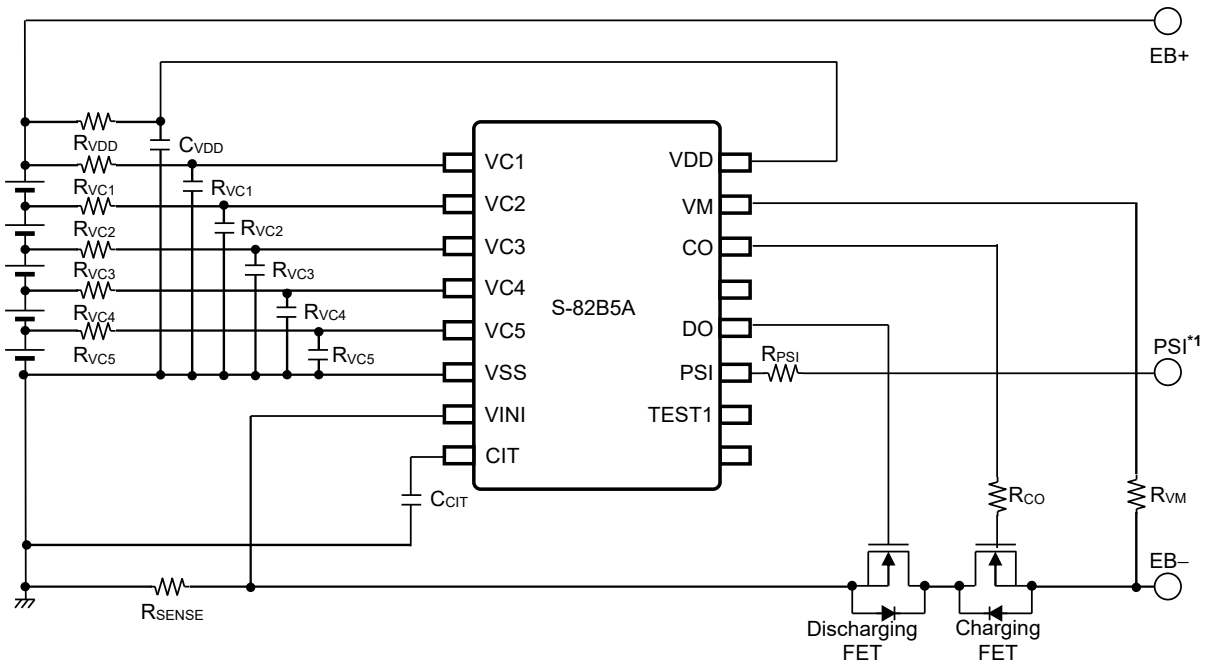 EB+
RVDD
CVDD
VC1
VDD
RVC1
RVC1
VC2
VM
RVC2
RVC2
VC3
CO
RVC3
RVC3
VC4
S-82B5A
RVC4
RVC4
VC5
DO
RVC5
RVC5
VSS
PSI
RPSI
PSI*1
VINI
TEST1
CIT
CCIT
RCO
RVM
EB–
RSENSE
Discharging
FET
Charging
FET